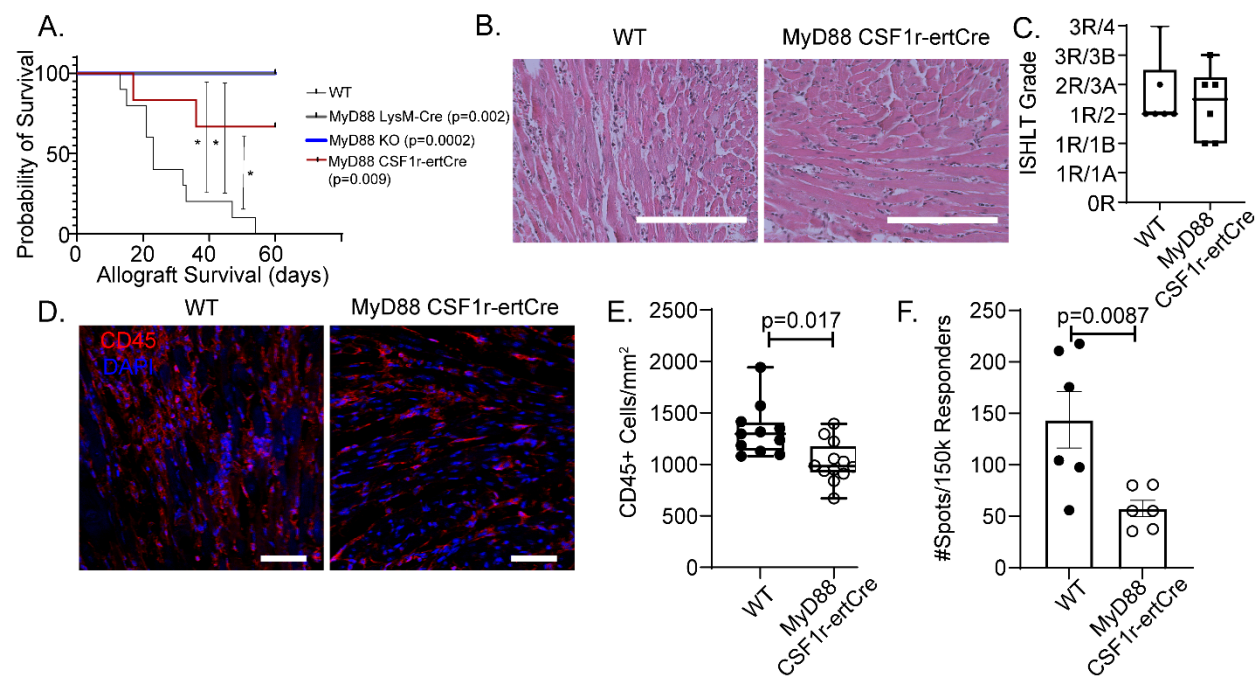 A.
Probability of Survival
100
50
0
0
20
40
60
80
Allograft Survival (days)
*
*
*
WT
MyD88 LysM-Cre (p=0.002)
MyD88 KO (p=0.0002)
MyD88 CSF1r-ertCre
(p=0.009)
B.
WT
MyD88 CSF1r-ertCre
C.
ISHLT Grade
3R/4
3R/3B
2R/3A
1R/2
1R/1B
1R/1A
0R
WT
MyD88
CSF1r-ertCre
D.
WT
MyD88 CSF1r-ertCre
CD45
DAPI
E.
CD45+ Cells/mm²
2500
2000
1500
1000
500
0
p=0.017
WT
MyD88
CSF1r-ertCre
F.
#Spots/150k Responders
250
200
150
100
50
0
p=0.0087
WT
MyD88
CSF1r-ertCre